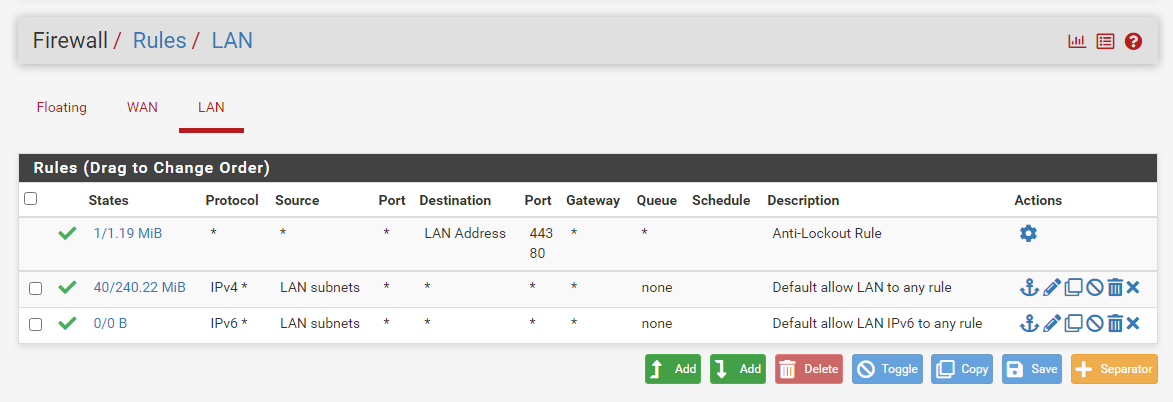 Firewall / Rules / LAN
Floating WAN LAN
Rules (Drag to Change Order)
States Protocol Source Port Destination Port Gateway Queue Schedule Description Actions
1/1.19 MiB * * * LAN Address 443 * * Anti-Lockout Rule
80
40/240.22 MiB IPv4 * LAN subnets * * * * none Default allow LAN to any rule
0/0 B IPv6 * LAN subnets * * * * none Default allow LAN IPv6 to any rule
Add Add Delete Toggle Copy Save Separator